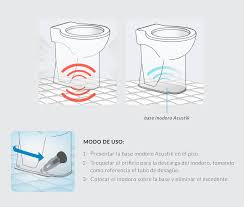 base inodoro Acustik
MODO DE USO:
1- Presentar la base inodoro Acustik en el piso.
2- Troquelar el orificio para la descarga del inodoro, tomando
como referencia el tubo de desagüe.
3- Colocar el inodoro sobre la base y eliminar el excedente.